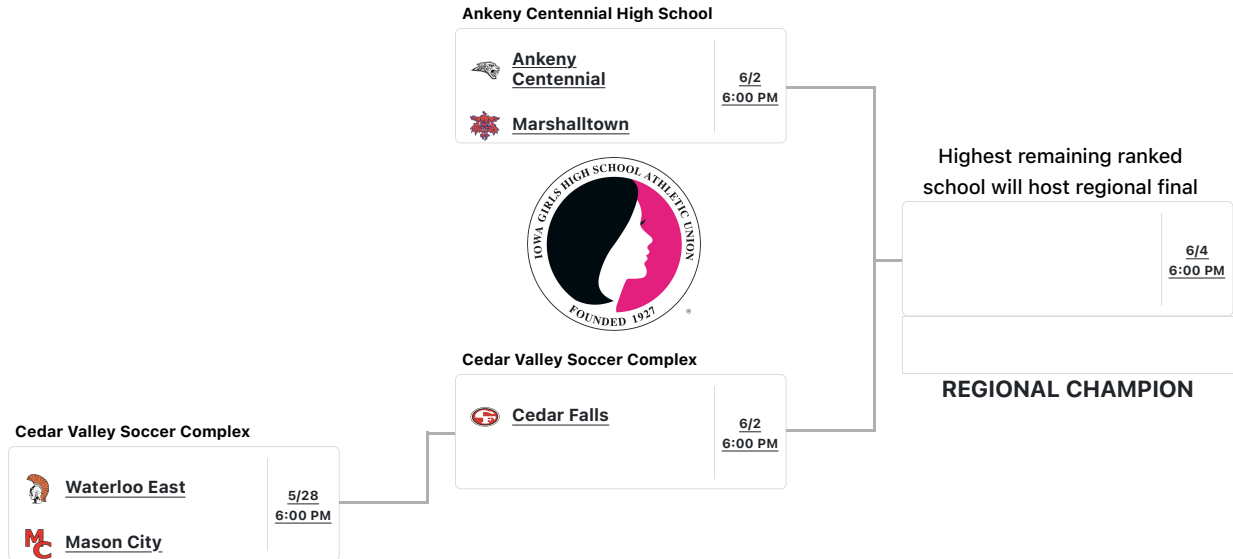 Ankeny Centennial High School
Ankeny
Centennial
Marshalltown
6/2
6:00 PM
IOWA GIRLS HIGH SCHOOL ATHLETIC UNION
FOUNDED 1927
®
Highest remaining ranked
school will host regional final
6/4
6:00 PM
REGIONAL CHAMPION
Cedar Valley Soccer Complex
Cedar Falls
6/2
6:00 PM
Cedar Valley Soccer Complex
Waterloo East
MC
Mason City
5/28
6:00 PM